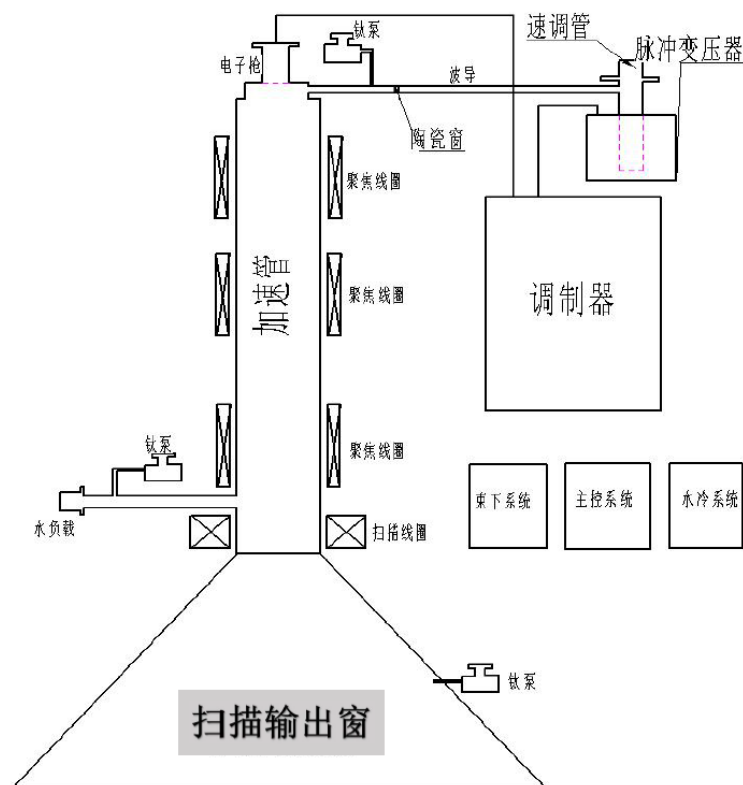 钛泵
速调管
脉冲变压器
电子枪
波导
陶瓷窗
聚焦线圈
加速管
聚焦线圈
调制器
钛泵
聚焦线圈
水负载
扫描线圈
束下系统
主控系统
水冷系统
钛泵
扫描输出窗